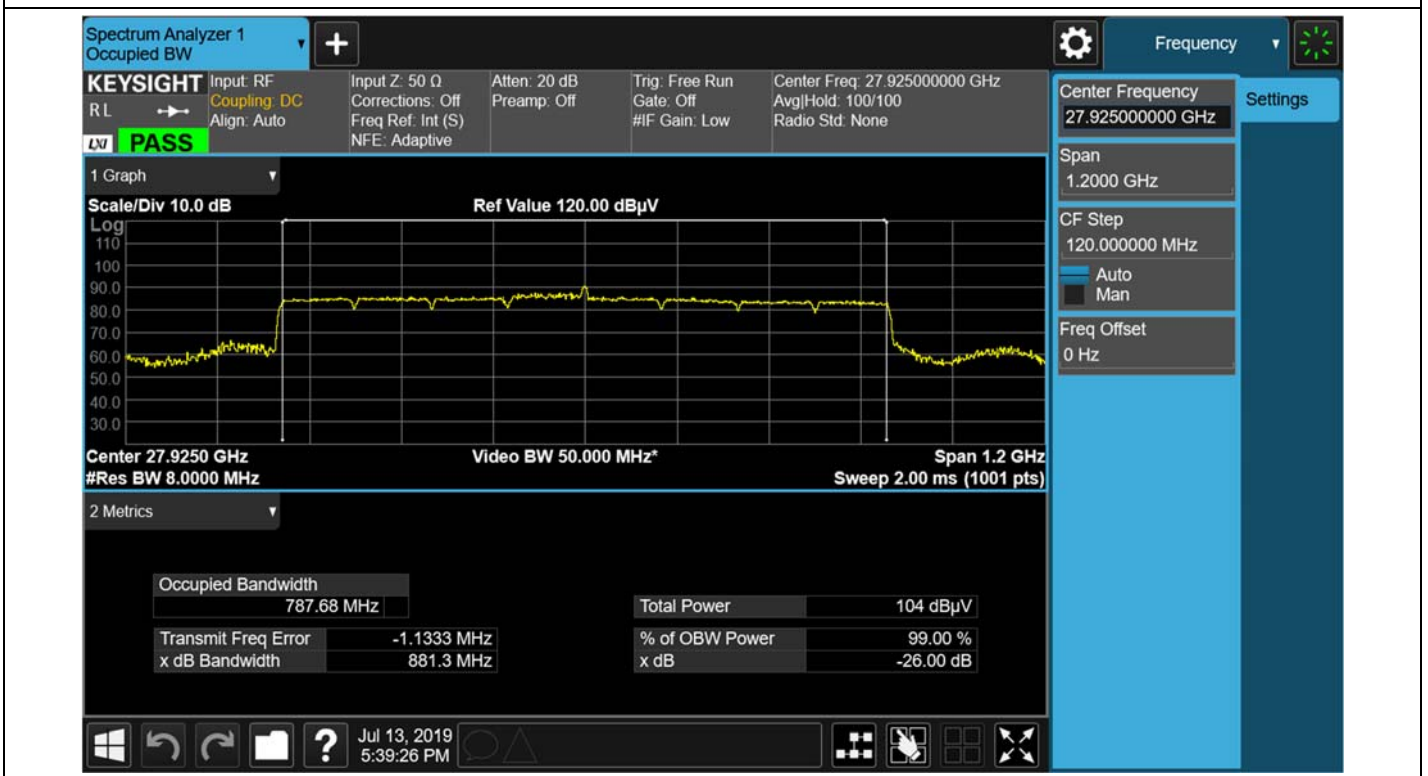 Spectrum Analyzer 1
Occupied BW
+
Frequency
KEYSIGHT
R L
LXI PASS
Input: RF
Coupling: DC
Align: Auto
Input Z: 50 Ω
Corrections: Off
Freq Ref: Int (S)
NFE: Adaptive
Atten: 20 dB
Preamp: Off
Trig: Free Run
Gate: Off
#IF Gain: Low
Center Freq: 27.925000000 GHz
Avg|Hold: 100/100
Radio Std: None
Center Frequency
27.925000000 GHz
Settings
Span
1.2000 GHz
CF Step
120.000000 MHz
Auto
Man
Freq Offset
0 Hz
1 Graph
Scale/Div 10.0 dB
Ref Value 120.00 dBµV
Log
110
100
90.0
80.0
70.0
60.0
50.0
40.0
30.0
Center 27.9250 GHz
Video BW 50.000 MHz*
Span 1.2 GHz
#Res BW 8.0000 MHz
Sweep 2.00 ms (1001 pts)
2 Metrics
Occupied Bandwidth
787.68 MHz
Total Power 104 dBµV
Transmit Freq Error -1.1333 MHz
% of OBW Power 99.00 %
x dB Bandwidth 881.3 MHz
x dB -26.00 dB
?
Jul 13, 2019
5:39:26 PM